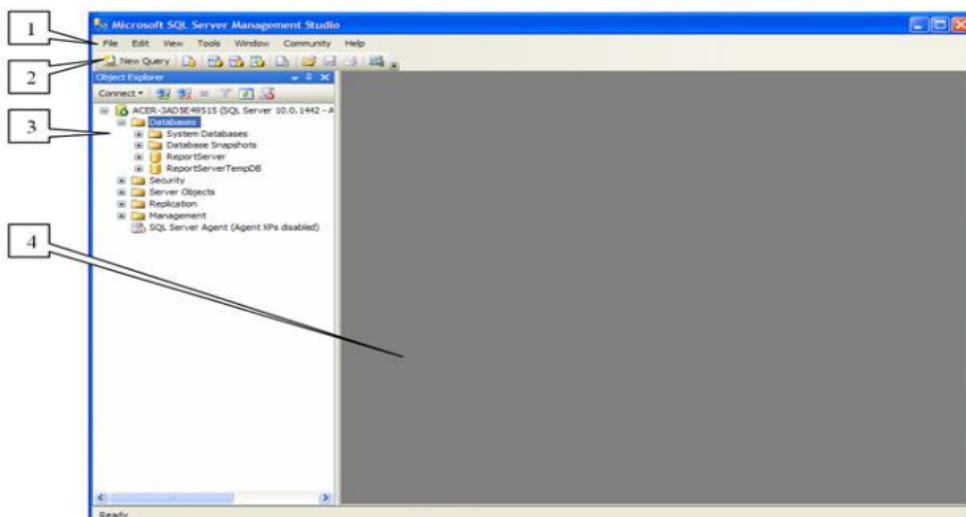 Microsoft SQL Server Management Studio
1
File Edit View Tools Window Community Help
2
New Query
Object Explorer
Connect
3
ACER-3AD5E49515 (SQL Server 10.0.1442 - A
Databases
System Databases
Database Snapshots
ReportServer
ReportServerTempDB
Security
Server Objects
Replication
Management
4
SQL Server Agent (Agent XPs disabled)
Ready